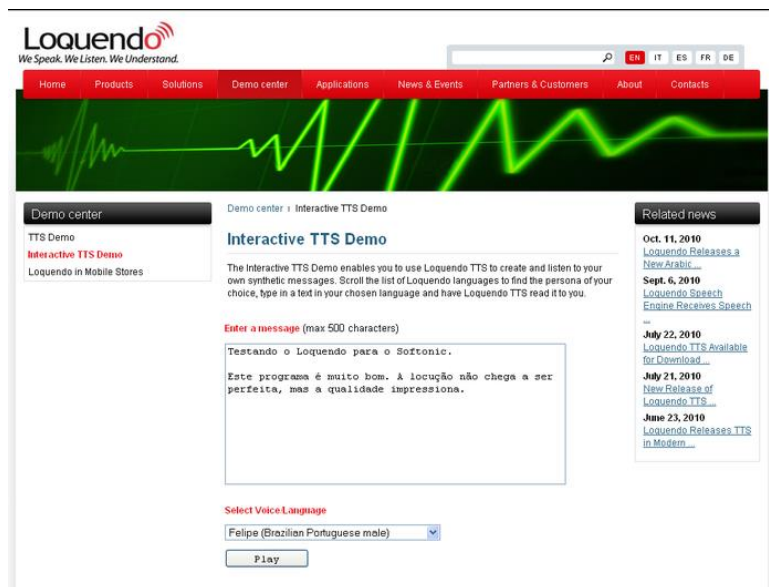 Loquendo
We Speak. We Listen. We Understand.
EN IT ES FR DE
Home Products Solutions Demo center Applications News & Events Partners & Customers About Contacts
Demo center
TTS Demo
Interactive TTS Demo
Loquendo in Mobile Stores
Demo center › Interactive TTS Demo
Interactive TTS Demo
The Interactive TTS Demo enables you to use Loquendo TTS to create and listen to your
own synthetic messages. Scroll the list of Loquendo languages to find the persona of your
choice, type in a text in your chosen language and have Loquendo TTS read it to you.
Enter a message (max 500 characters)
Testando o Loquendo para o Softonic.
Este programa é muito bom. A locução não chega a ser
perfeita, mas a qualidade impressiona.
Select Voice/Language
Felipe (Brazilian Portuguese male)
Play
Related news
Oct. 11, 2010
Loquendo Releases a
New Arabic ...
Sept. 6, 2010
Loquendo Speech
Engine Receives Speech
...
July 22, 2010
Loquendo TTS Available
for Download ...
July 21, 2010
New Release of
Loquendo TTS ...
June 23, 2010
Loquendo Releases TTS
in Modern ...